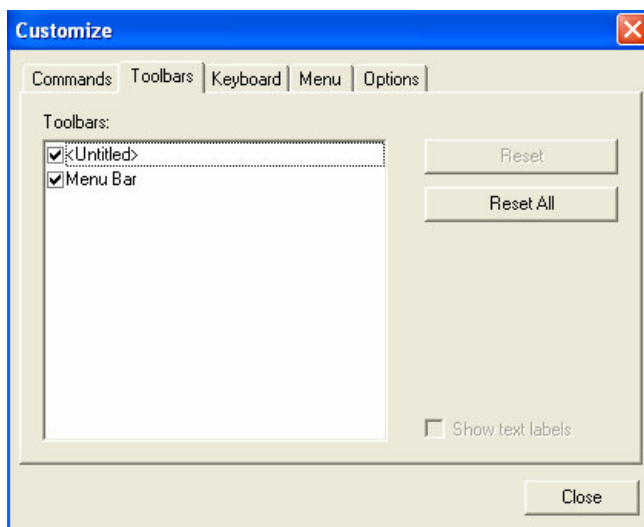 Customize
Commands Toolbars Keyboard Menu Options
Toolbars:
<Untitled>
Menu Bar
Reset
Reset All
Show text labels
Close